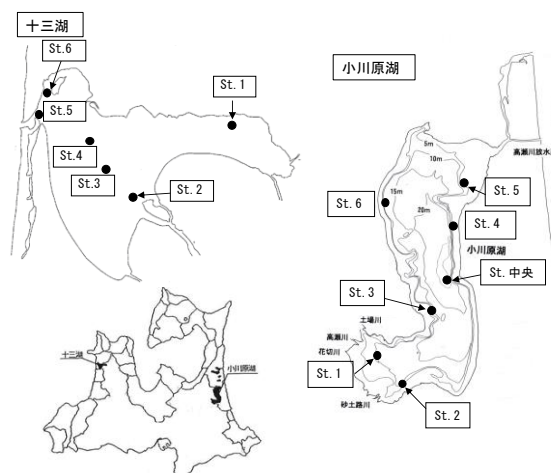 十三湖
St.6
St.1
St.5
St.4
St.3
St.2
十三湖
小川原湖
小川原湖
5m
高瀬川放水
10m
15m
St.5
St.6
20m
St.4
小川原湖
St.中央
St.3
土場川
高瀬川
花切川
St.1
St.2
砂土路川